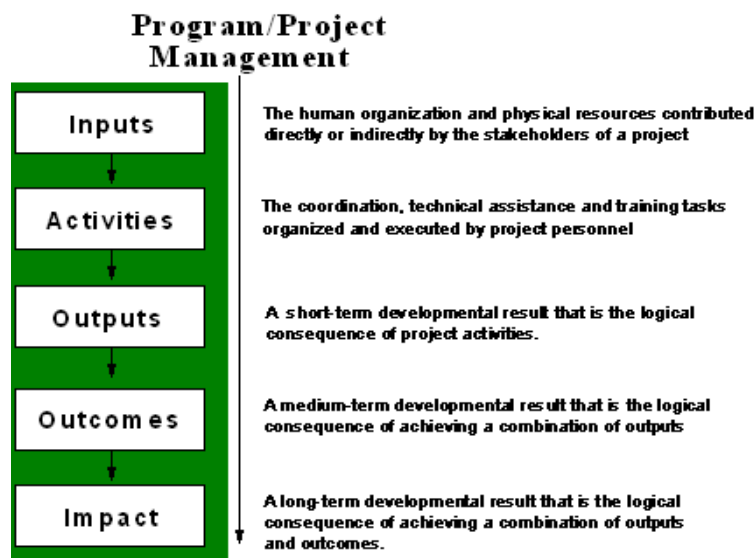 Program/Project
Management
Inputs
The human organization and physical resources contributed
directly or indirectly by the stakeholders of a project
Activities
The coordination, technical assistance and training tasks
organized and executed by project personnel
Outputs
A short-term developmental result that is the logical
consequence of project activities.
Outcomes
A medium-term developmental result that is the logical
consequence of achieving a combination of outputs
Impact
A long-term developmental result that is the logical
consequence of achieving a combination of outputs
and outcomes.